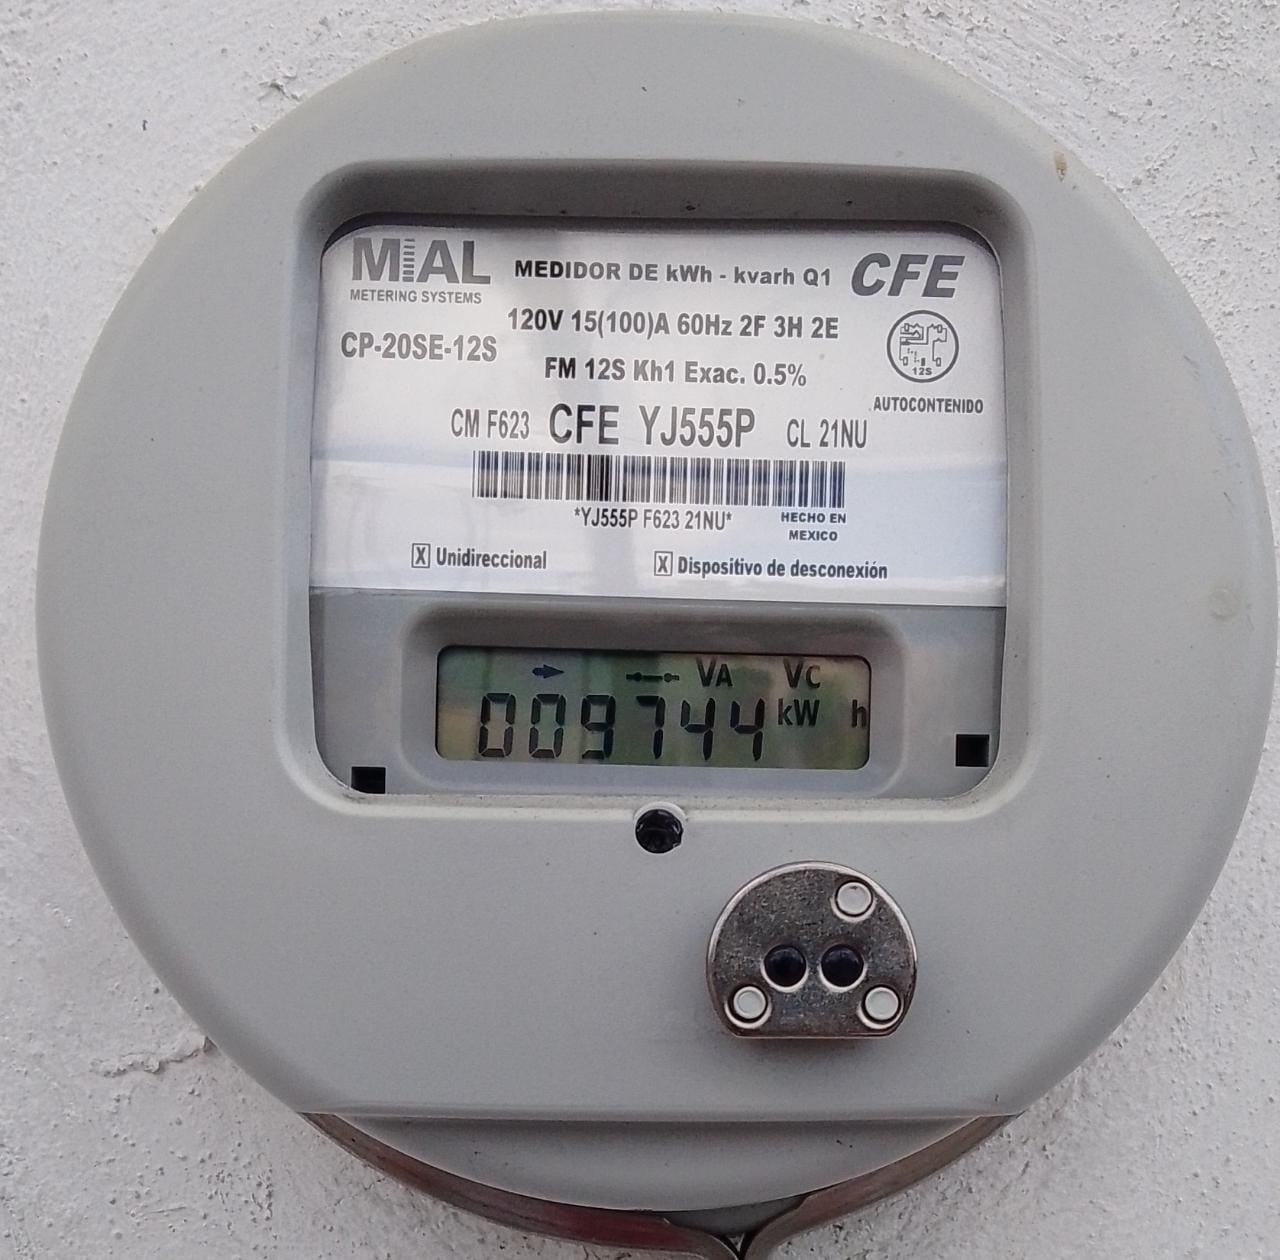 MIAL
METERING SYSTEMS
MEDIDOR DE kWh - kvarh Q1
CFE
120V 15(100)A 60Hz 2F 3H 2E
CP-20SE-12S
FM 12S Kh1 Exac. 0.5%
12S
AUTOCONTENIDO
CM F623 CFE YJ555P CL 21NU
*YJ555P F623 21NU*
HECHO EN
MEXICO
X Unidireccional
X Dispositivo de desconexión
VA VC
009744 kW h